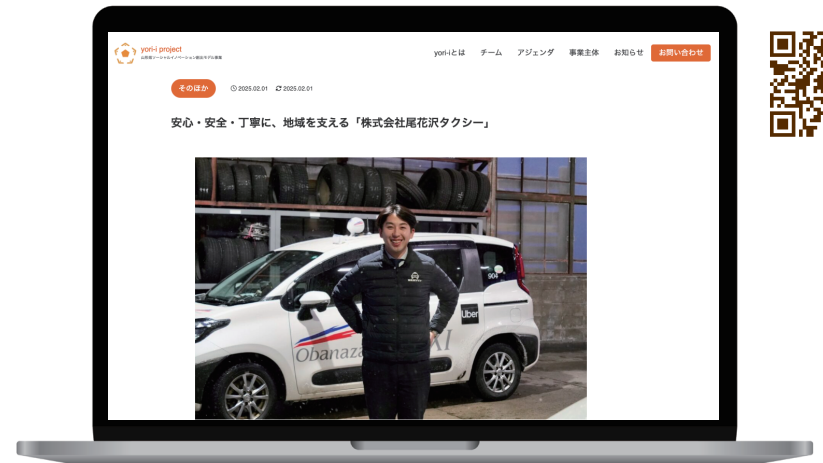 yori-i project
yori-iとは
チーム
アジェンダ
事業主体
お知らせ
お問い合わせ
そのほか
2025.02.01
2025.02.01
安心・安全・丁寧に、地域を支える「株式会社尾花沢タクシー」
904
Uber
Obanaza